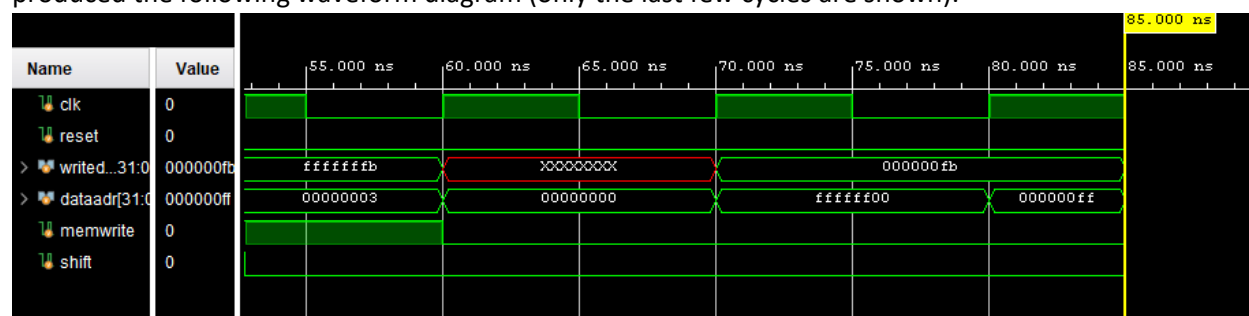 produced the following waveform diagram (only the last few cycles are shown):
85.000 ns
Name Value 55.000 ns 60.000 ns 65.000 ns 70.000 ns 75.000 ns 80.000 ns 85.000 ns
clk 0
reset 0
> writed...31:0 000000fb fffffffb XXXXXXXX 000000fb
> dataadr[31:0 000000ff 00000003 00000000 ffffff00 000000ff
memwrite 0
shift 0